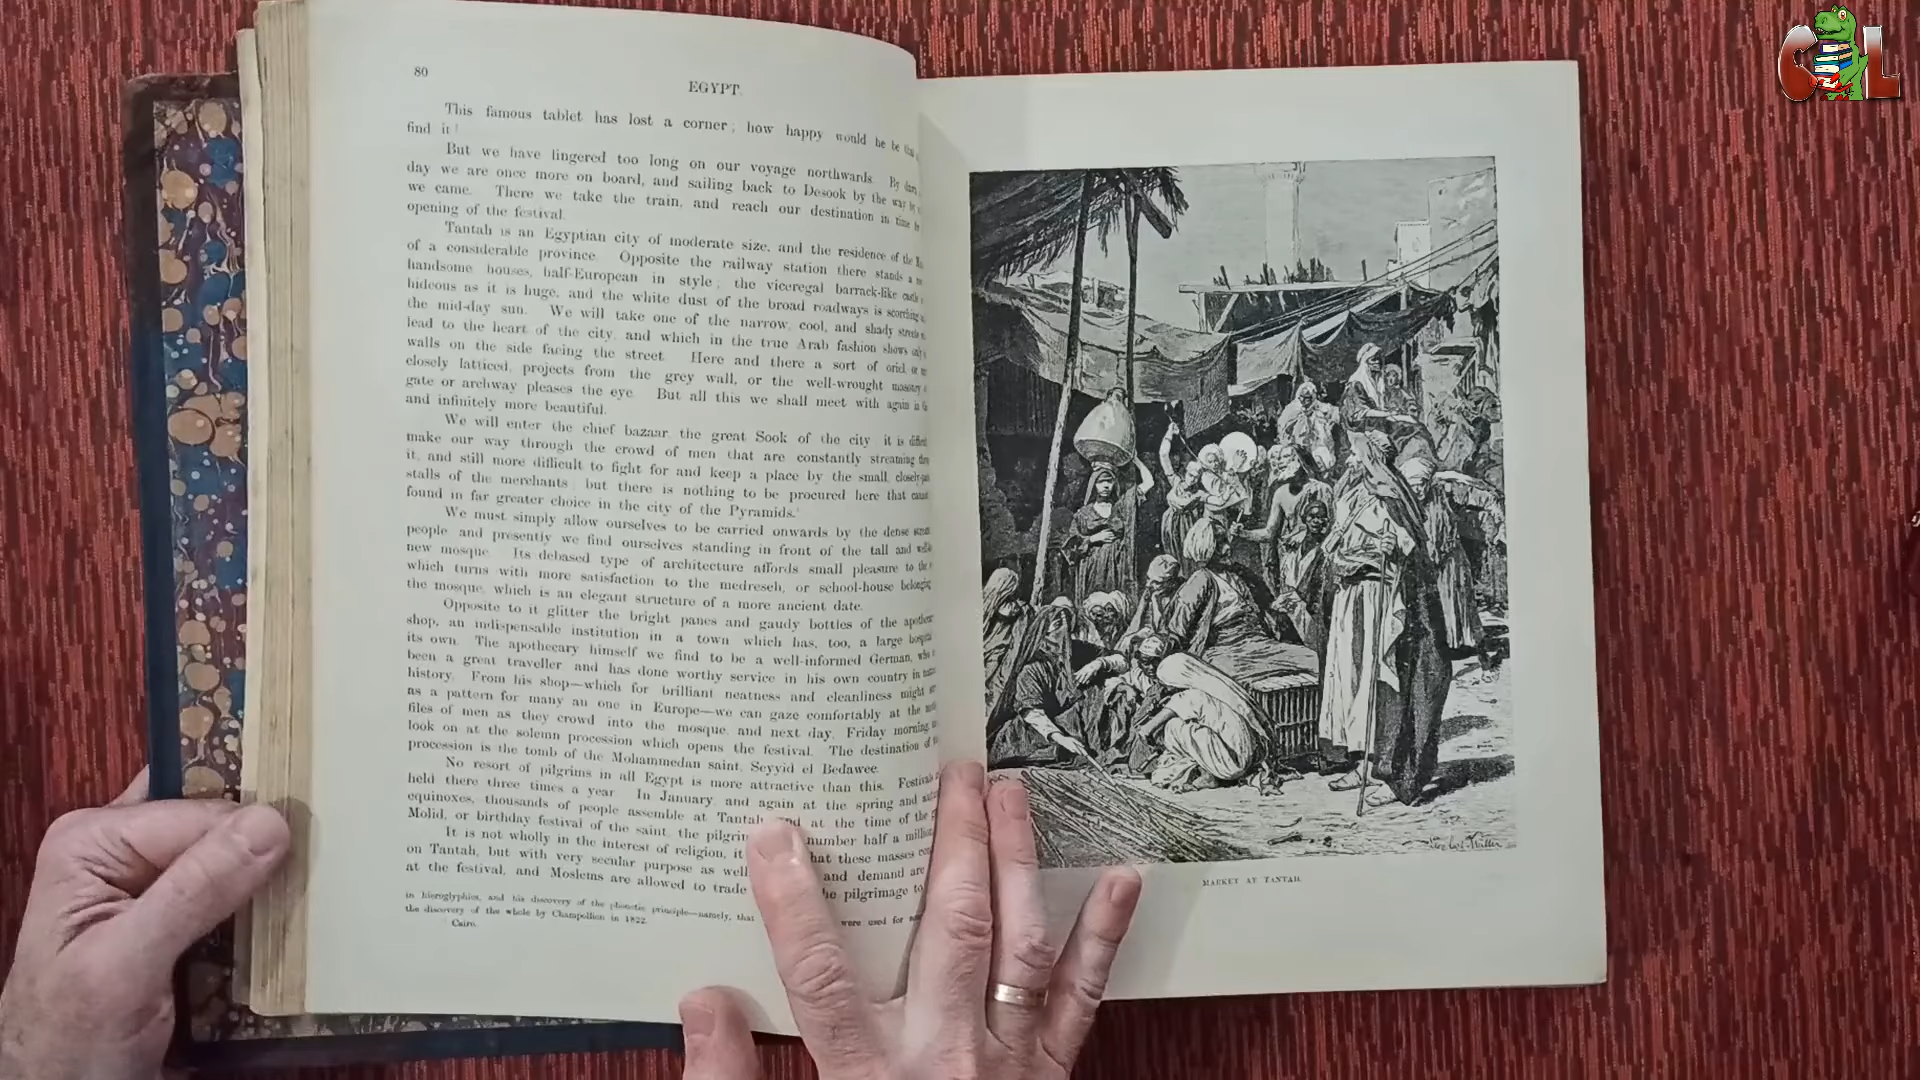 80
EGYPT.
This famous tablet has lost a corner; how happy would he be
find it!
But we have lingered too long on our voyage northwards. By
day we are once more on board, and sailing back to Desook by the way
we came. There we take the train, and reach our destination in time
opening of the festival.
Tantah is an Egyptian city of moderate size, and the residence of the
of a considerable province. Opposite the railway station there stands a
handsome houses, half-European in style; the viceregal barrack-like castle
hideous as it is huge, and the white dust of the broad roadways is scorching
the mid-day sun. We will take one of the narrow, cool, and shady streets
lead to the heart of the city, and which in the true Arab fashion shows only
walls on the side facing the street. Here and there a sort of oriel, or
closely latticed, projects from the grey wall, or the well-wrought masonry
gate or archway pleases the eye. But all this we shall meet with again in
and infinitely more beautiful.
We will enter the chief bazaar, the great Sook of the city; it is
make our way through the crowd of men that are constantly streaming
it, and still more difficult to fight for and keep a place by the small,
stalls of the merchants; but there is nothing to be procured here that
found in far greater choice in the city of the Pyramids.¹
We must simply allow ourselves to be carried onwards by the dense
people and presently we find ourselves standing in front of the tall and
new mosque. Its debased type of architecture affords small pleasure to the
which turns with more satisfaction to the medreseh, or school-house belonging
the mosque, which is an elegant structure of a more ancient date.
Opposite to it glitter the bright panes and gaudy bottles of the
shop, an indispensable institution in a town which has, too, a large
its own. The apothecary himself we find to be a well-informed German, who
been a great traveller and has done worthy service in his own country in
history. From his shop—which for brilliant neatness and cleanliness might
as a pattern for many an one in Europe—we can gaze comfortably at the
files of men as they crowd into the mosque, and next day, Friday morning,
look on at the solemn procession which opens the festival. The destination of
procession is the tomb of the Mohammedan saint, Seyyid el Bedawee.
No resort of pilgrims in all Egypt is more attractive than this.
held there three times a year. In January, and again at the spring and
equinoxes, thousands of people assemble at Tantah, and at the time of the
Molid, or birthday festival of the saint, the number half a
It is not wholly in the interest of religion, it that these masses
on Tantah, but with very secular purpose as well and demand are
at the festival, and Moslems are allowed to trade the pilgrimage to
in hieroglyphics, and his discovery of the phonetic principle—namely, that were used for
the discovery of the whole by Champollion in 1822.
¹ Cairo.
MARKET AT TANTAH.
C L